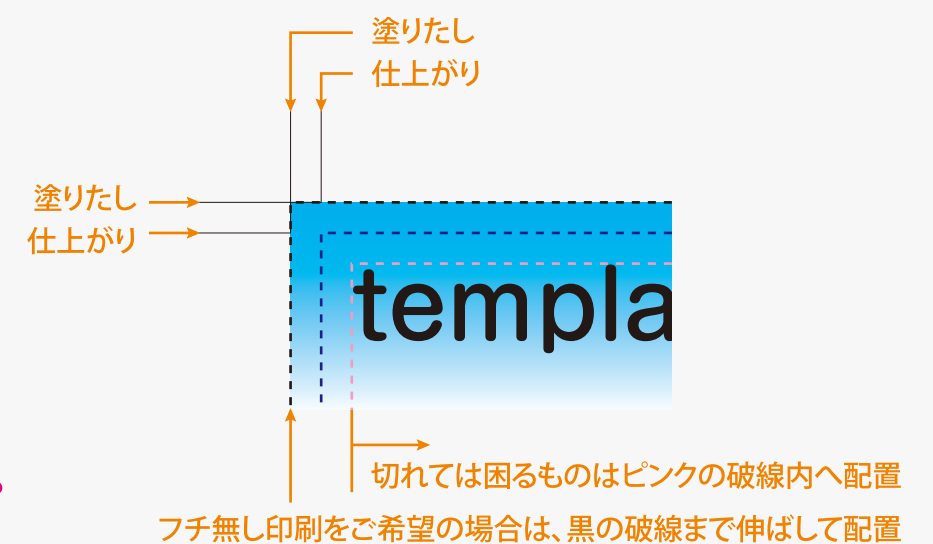 塗りたし
仕上がり
塗りたし
仕上がり
templa
切れては困るものはピンクの破線内へ配置
フチ無し印刷をご希望の場合は、黒の破線まで伸ばして配置